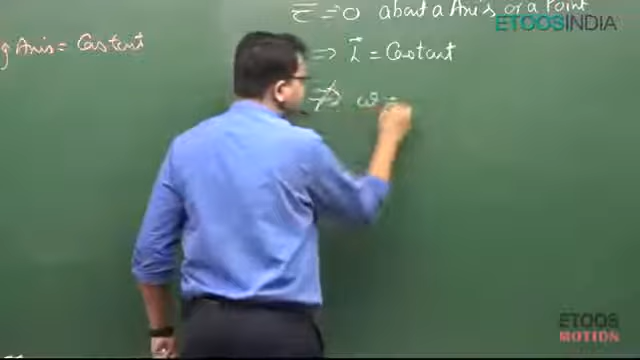 τ = 0 about a Axis or a Point
ETOOSINDIA
g Axis = Constant
⇒ L⃗ = Constant
⇏ ω =
ETOOS
MOTION